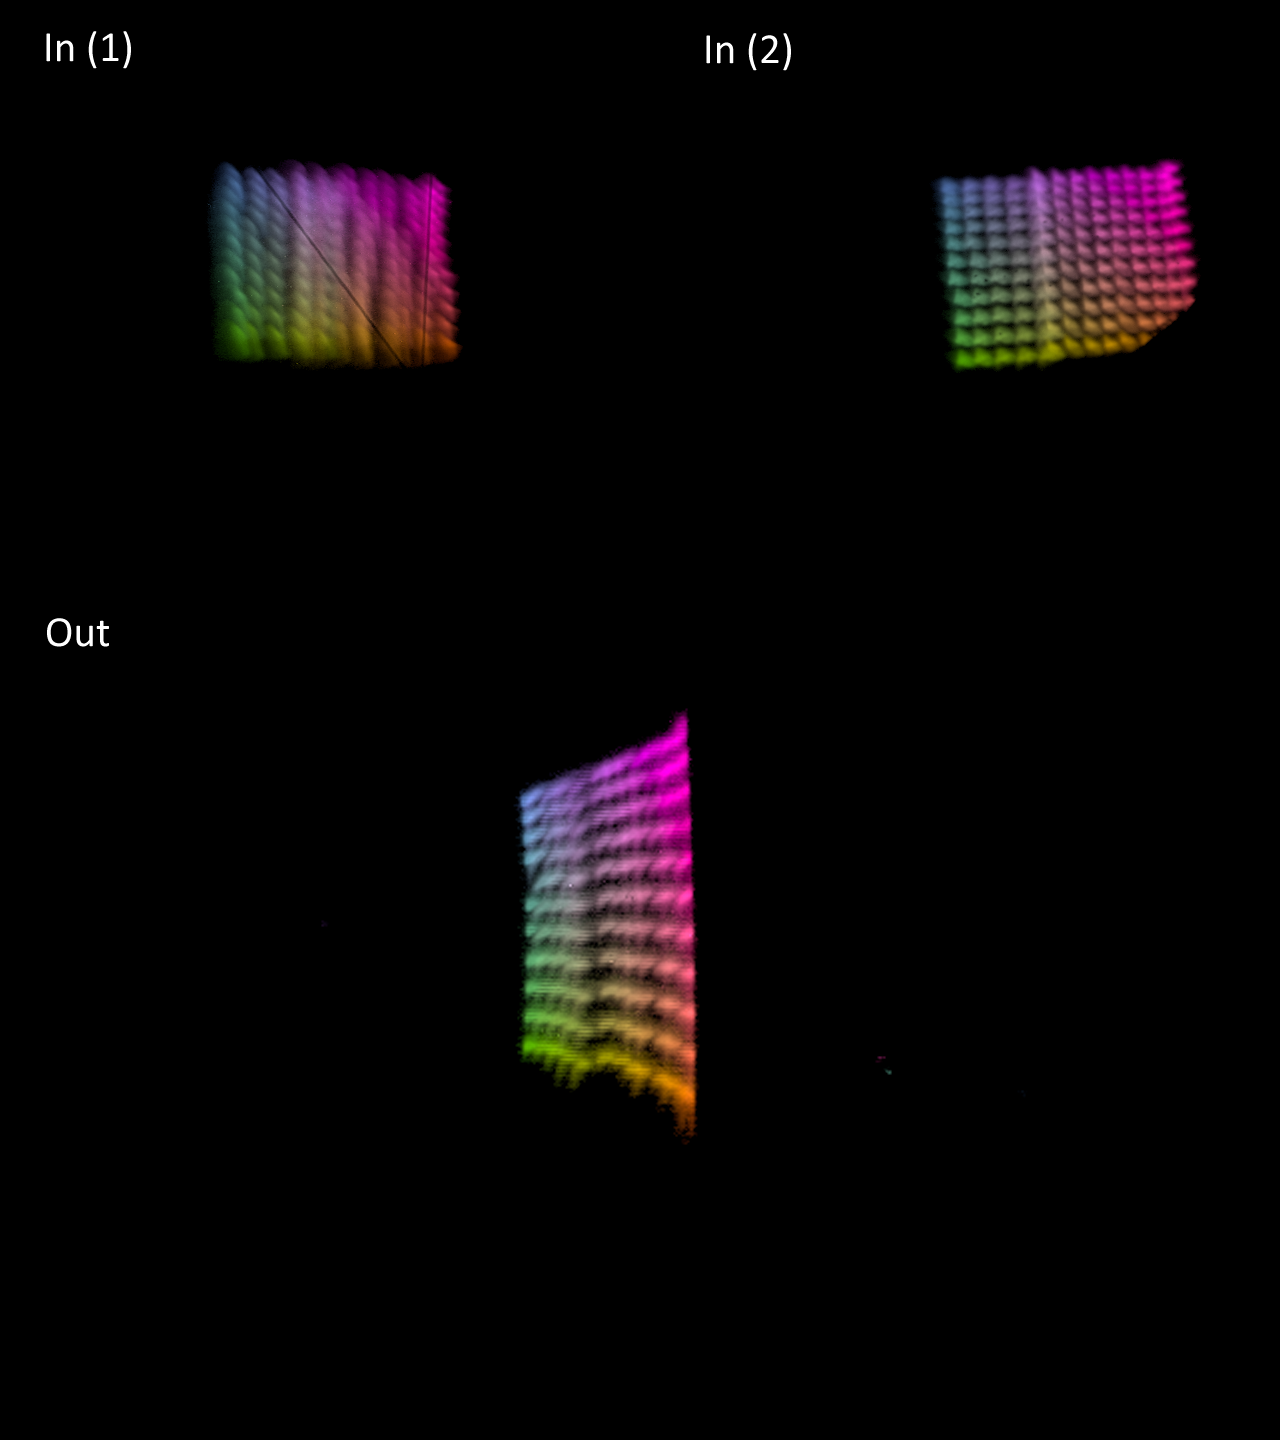 In (1)
In (2)
Out